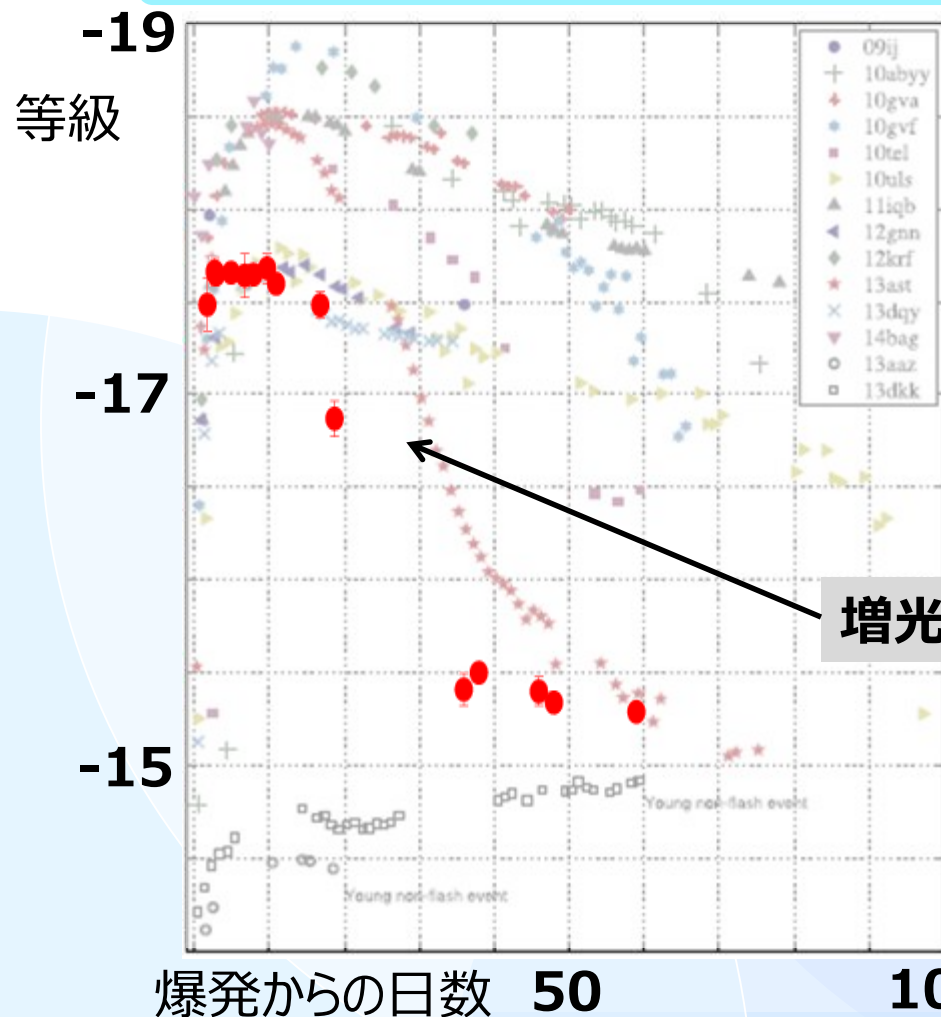 -19
等級
-17
-15
09ij
10abyy
10gva
10gvf
10tel
10uls
11iqb
12gnn
12krf
13ast
13dqy
14bag
13aaz
13dkk
増光
Young non-flash event
Young non-flash event
爆発からの日数 50 10